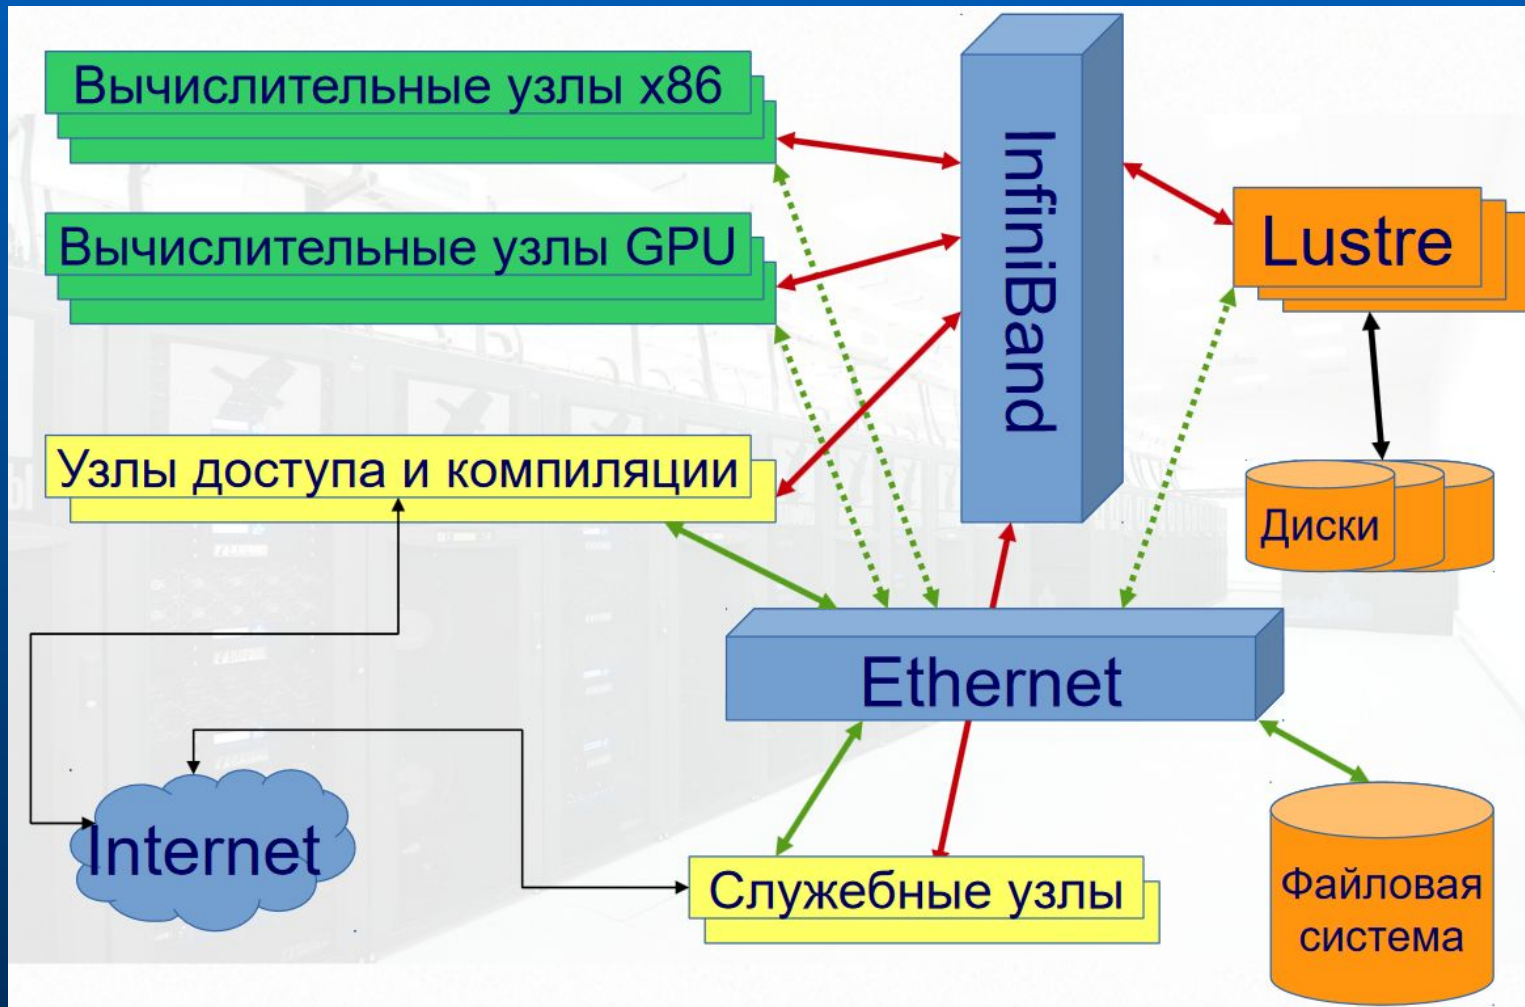 Вычислительные узлы x86
Вычислительные узлы GPU
InfiniBand
Lustre
Узлы доступа и компиляции
Диски
Ethernet
Internet
Служебные узлы
Файловая
система